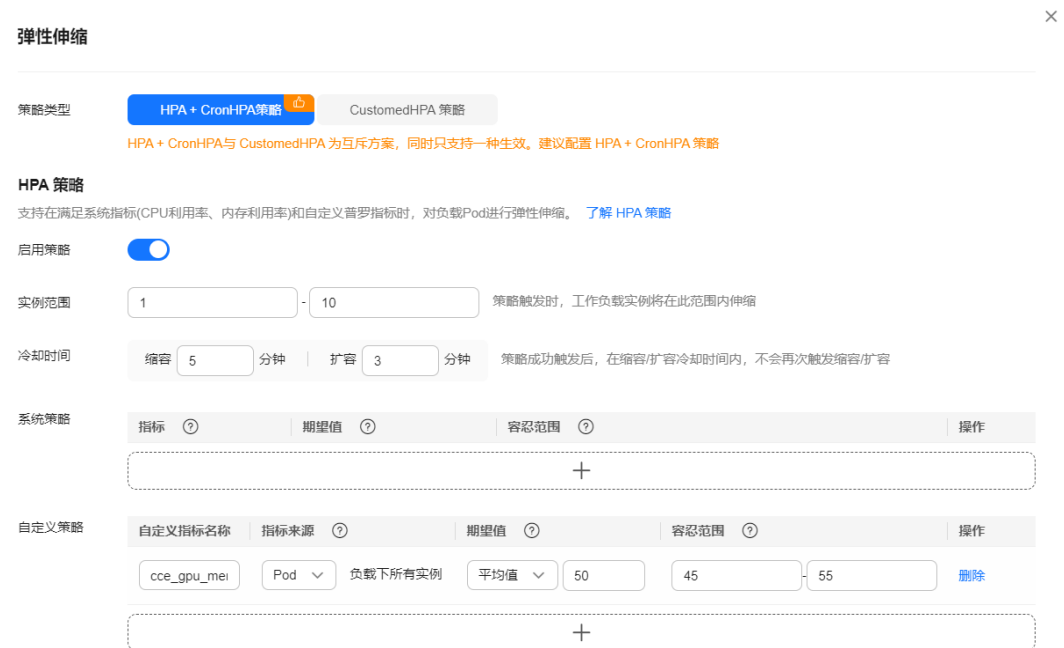 弹性伸缩
策略类型 HPA + CronHPA策略 CustomedHPA 策略
HPA + CronHPA与 CustomedHPA 为互斥方案，同时只支持一种生效。建议配置 HPA + CronHPA 策略
HPA 策略
支持在满足系统指标(CPU利用率、内存利用率)和自定义普罗指标时，对负载Pod进行弹性伸缩。 了解 HPA 策略
启用策略
实例范围 1 - 10 策略触发时，工作负载实例将在此范围内伸缩
冷却时间 缩容 5 分钟 扩容 3 分钟 策略成功触发后，在缩容/扩容冷却时间内，不会再次触发缩容/扩容
系统策略 指标 ? 期望值 ? 容忍范围 ? 操作
自定义策略 自定义指标名称 指标来源 ? 期望值 ? 容忍范围 ? 操作
cce_gpu_mei Pod 负载下所有实例 平均值 50 45 - 55 删除